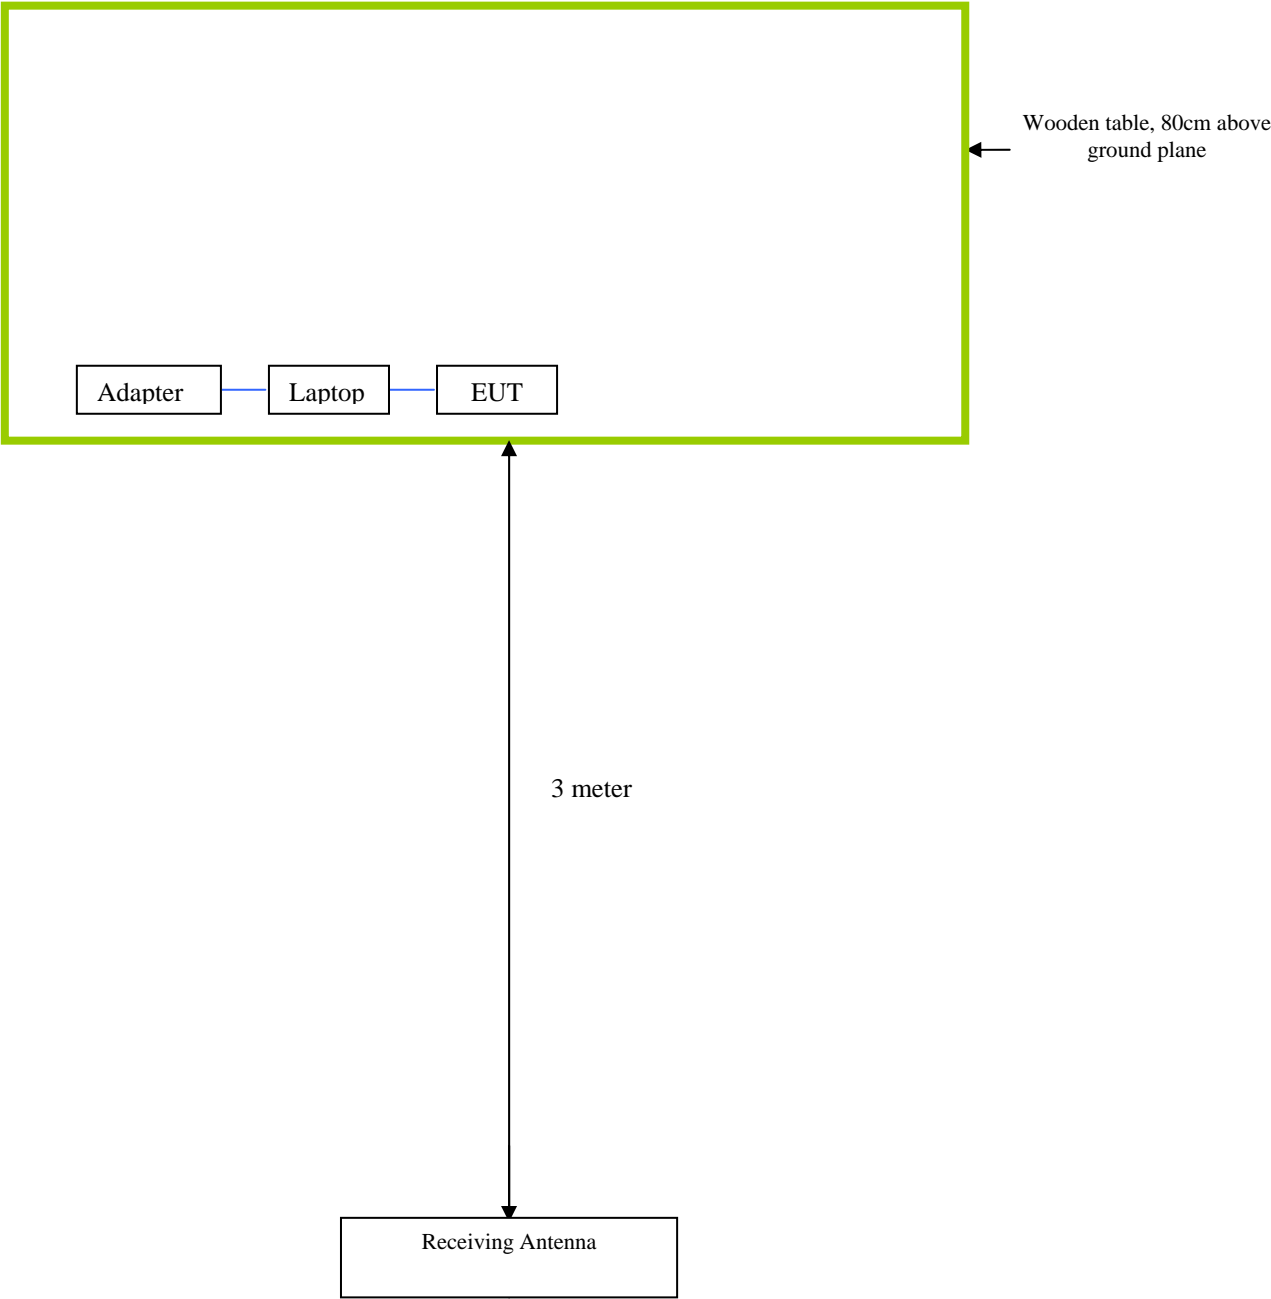 Wooden table, 80cm above
ground plane
Adapter
Laptop
EUT
3 meter
Receiving Antenna